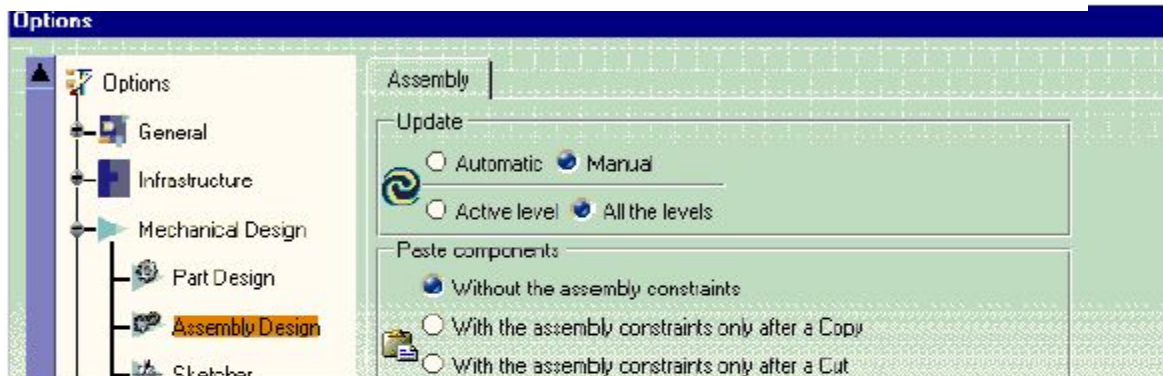 Options
Options
General
Infrastructure
Mechanical Design
Part Design
Assembly Design
Sketcher
Assembly
Update
Automatic Manual
Active level All the levels
Paste components
Without the assembly constraints
With the assembly constraints only after a Copy
With the assembly constraints only after a Cut